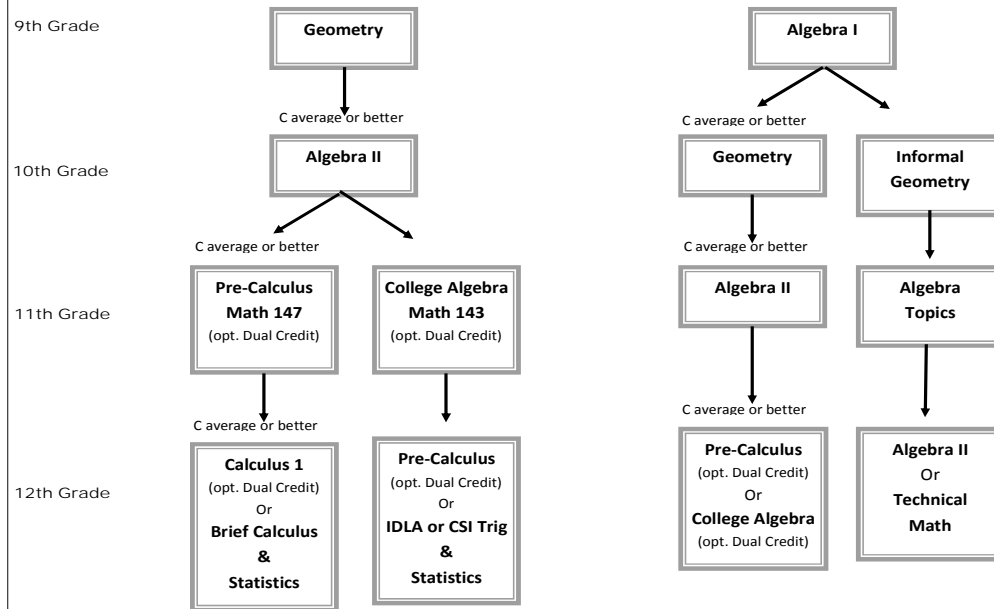 9th Grade
Geometry
Algebra I
C average or better
C average or better
10th Grade
Algebra II
Geometry
Informal
Geometry
C average or better
C average or better
11th Grade
Pre-Calculus
Math 147
(opt. Dual Credit)
College Algebra
Math 143
(opt. Dual Credit)
Algebra II
Algebra
Topics
C average or better
C average or better
12th Grade
Calculus 1
(opt. Dual Credit)
Or
Brief Calculus
&
Statistics
Pre-Calculus
(opt. Dual Credit)
Or
IDLA or CSI Trig
&
Statistics
Pre-Calculus
(opt. Dual Credit)
Or
College Algebra
(opt. Dual Credit)
Algebra II
Or
Technical
Math